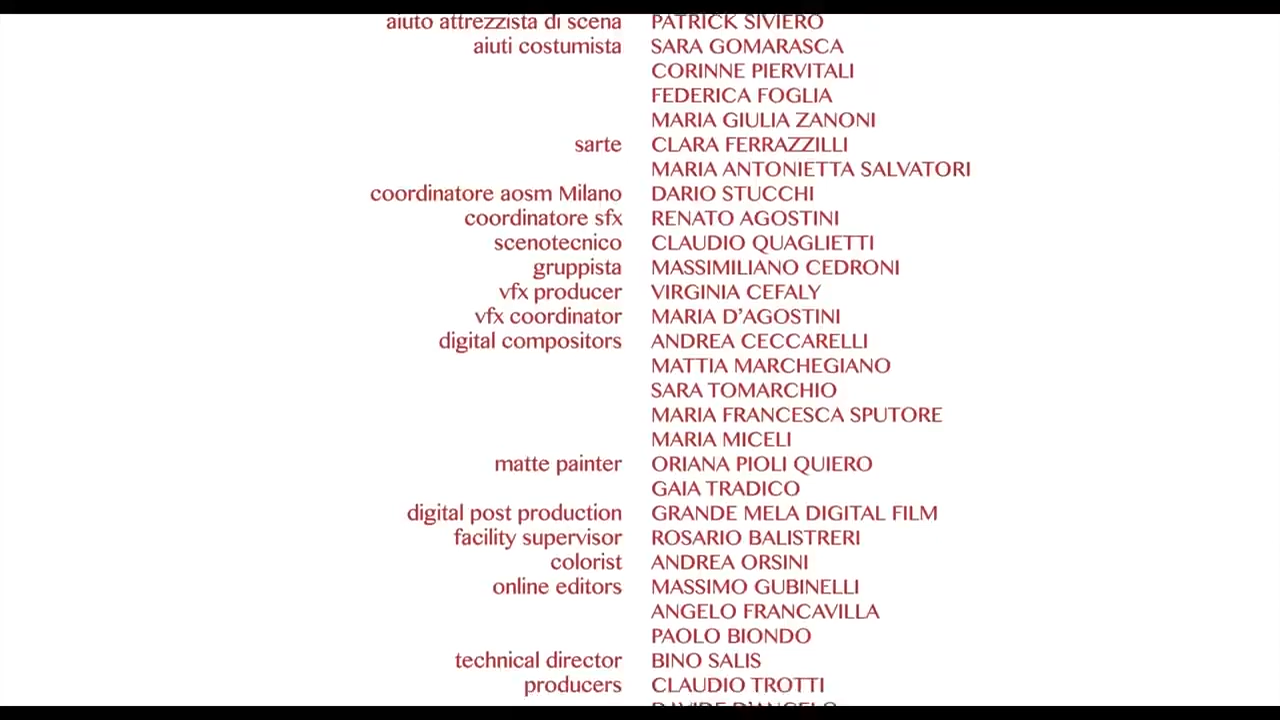 aiuto attrezzista di scena PATRICK SIVIERO
aiuti costumista SARA GOMARASCA
CORINNE PIERVITALI
FEDERICA FOGLIA
MARIA GIULIA ZANONI
sarte CLARA FERRAZZILLI
MARIA ANTONIETTA SALVATORI
coordinatore aosm Milano DARIO STUCCHI
coordinatore sfx RENATO AGOSTINI
scenotecnico CLAUDIO QUAGLIETTI
gruppista MASSIMILIANO CEDRONI
vfx producer VIRGINIA CEFALY
vfx coordinator MARIA D’AGOSTINI
digital compositors ANDREA CECCARELLI
MATTIA MARCHEGIANO
SARA TOMARCHIO
MARIA FRANCESCA SPUTORE
MARIA MICELI
matte painter ORIANA PIOLI QUIERO
GAIA TRADICO
digital post production GRANDE MELA DIGITAL FILM
facility supervisor ROSARIO BALISTRERI
colorist ANDREA ORSINI
online editors MASSIMO GUBINELLI
ANGELO FRANCAVILLA
PAOLO BIONDO
technical director BINO SALIS
producers CLAUDIO TROTTI